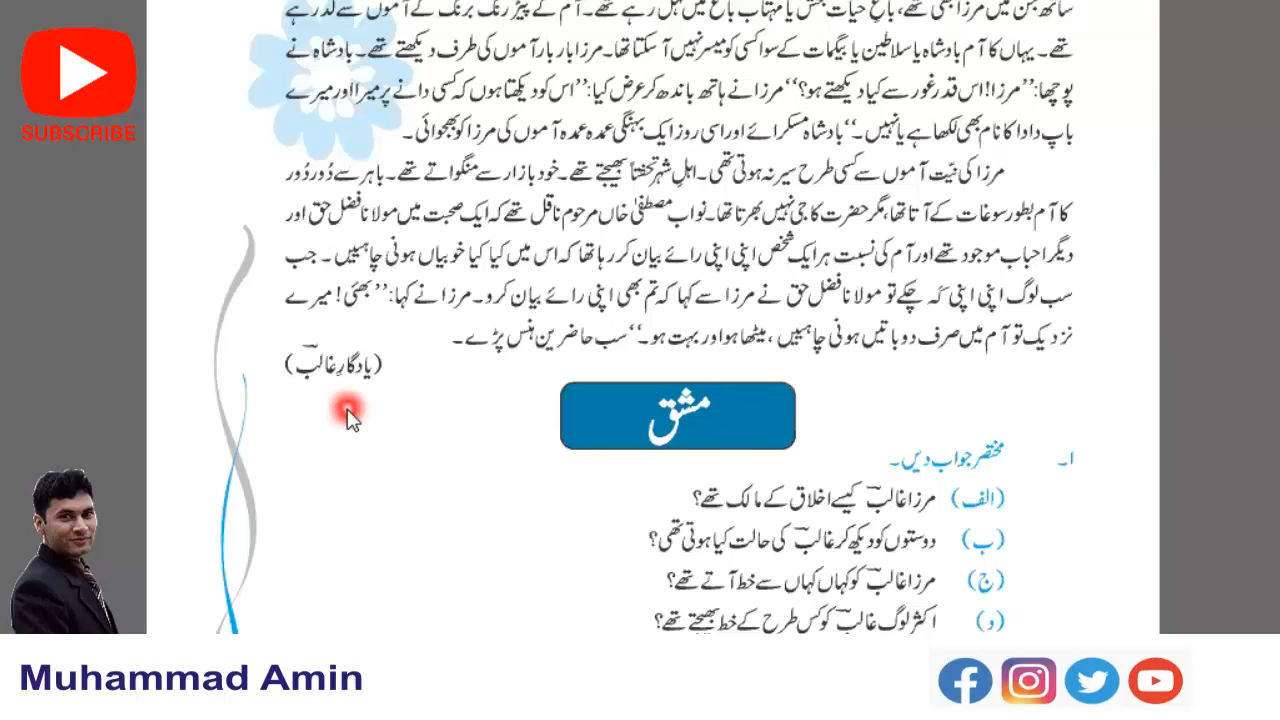 ساتھ جن میں مرزا بھی تھے، باغِ حیات بخش یا مہتاب باغ میں ٹہل رہے تھے۔ آم کے پیڑ رنگ برنگ کے آموں سے لد رہے
تھے۔ یہاں کا آم بادشاہ یا سلاطین یا بیگمات کے سوا کسی کو میسر نہیں آ سکتا تھا۔ مرزا بار بار آموں کی طرف دیکھتے تھے۔ بادشاہ نے
پوچھا: ”مرزا! اس قدر غور سے کیا دیکھتے ہو؟“ مرزا نے ہاتھ باندھ کر عرض کیا: ”اس کو دیکھتا ہوں کہ کسی دانے پر میرا اور میرے
باپ دادا کا نام بھی لکھا ہے یا نہیں۔“ بادشاہ مسکرائے اور اسی روز ایک بہنگی عمدہ عمدہ آموں کی مرزا کو بھجوائی۔
مرزا کی نیّت آموں سے کسی طرح سیر نہ ہوتی تھی۔ اہلِ شہر تحفتاً بھیجتے تھے۔ خود بازار سے منگواتے تھے۔ باہر سے دُور دُور
کا آم بطور سوغات کے آتا تھا، مگر حضرت کا جی نہیں بھرتا تھا۔ نواب مصطفیٰ خاں مرحوم ناقل تھے کہ ایک صحبت میں مولانا فضل حق اور
دیگر احباب موجود تھے اور آم کی نسبت ہر ایک شخص اپنی اپنی رائے بیان کر رہا تھا کہ اس میں کیا کیا خوبیاں ہونی چاہییں۔ جب
سب لوگ اپنی اپنی کَہ چکے تو مولانا فضل حق نے مرزا سے کہا کہ تم بھی اپنی رائے بیان کرو۔ مرزا نے کہا: ”بھئی! میرے
نزدیک تو آم میں صرف دو باتیں ہونی چاہییں، میٹھا ہو اور بہت ہو۔“ سب حاضرین ہنس پڑے۔
(یادگارِ غالبؔ)
مشق
۱۔ مختصر جواب دیں۔
(الف) مرزا غالبؔ کیسے اخلاق کے مالک تھے؟
(ب) دوستوں کو دیکھ کر غالبؔ کی حالت کیا ہوتی تھی؟
(ج) مرزا غالبؔ کو کہاں کہاں سے خط آتے تھے؟
(د) اکثر لوگ غالبؔ کو کس طرح کے خط بھیجتے تھے؟
SUBSCRIBE
Muhammad Amin